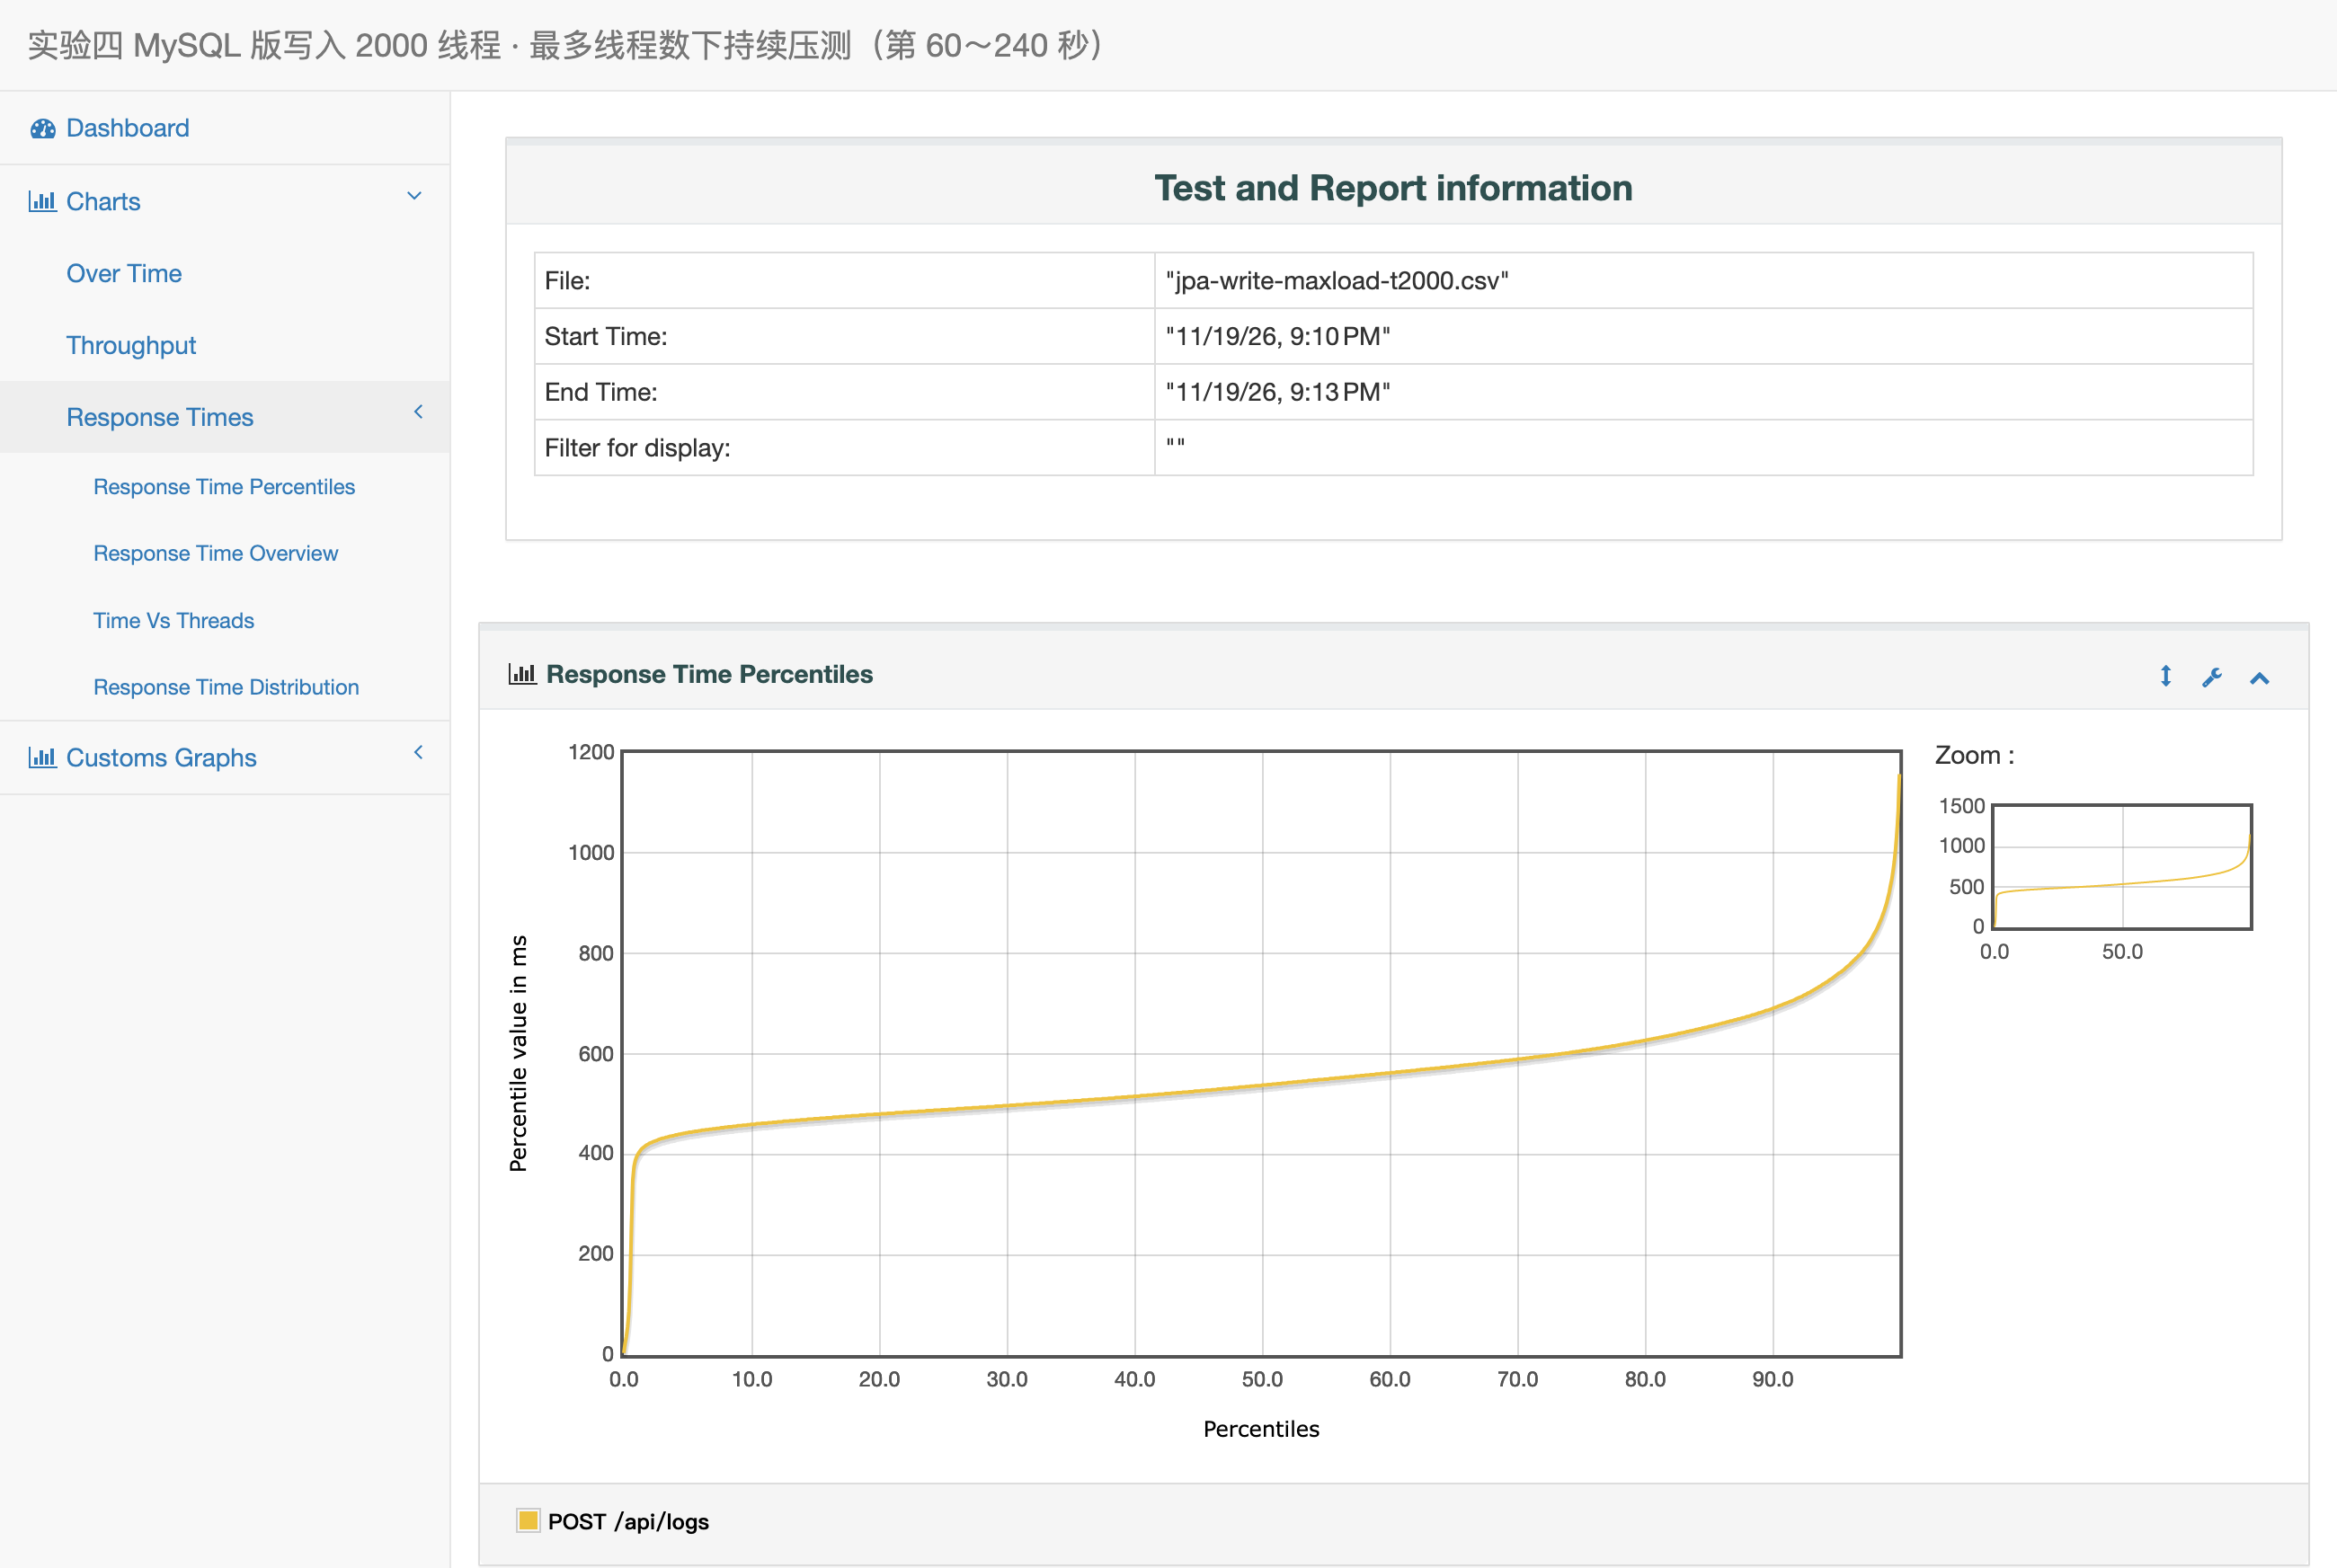 实验四 MySQL 版写入 2000 线程 · 最多线程数下持续压测（第 60～240 秒）
Dashboard
Charts
Over Time
Throughput
Response Times
Response Time Percentiles
Response Time Overview
Time Vs Threads
Response Time Distribution
Customs Graphs
Test and Report information
File: "jpa-write-maxload-t2000.csv"
Start Time: "11/19/26, 9:10 PM"
End Time: "11/19/26, 9:13 PM"
Filter for display: ""
Response Time Percentiles
Percentile value in ms
1200
1000
800
600
400
200
0
0.0 10.0 20.0 30.0 40.0 50.0 60.0 70.0 80.0 90.0
Percentiles
Zoom :
1500
1000
500
0
0.0 50.0
POST /api/logs